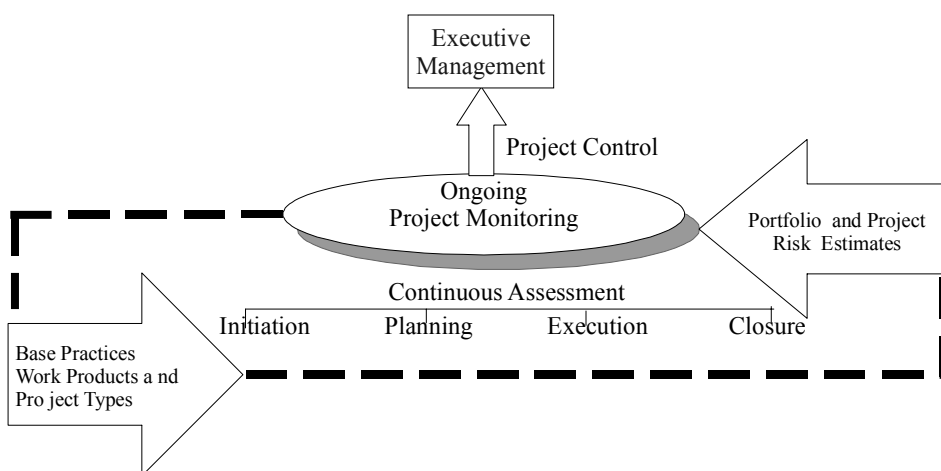 Executive
Management
Project Control
Ongoing
Project Monitoring
Portfolio and Project
Risk Estimates
Continuous Assessment
Initiation Planning Execution Closure
Base Practices
Work Products a nd
Pro ject Types